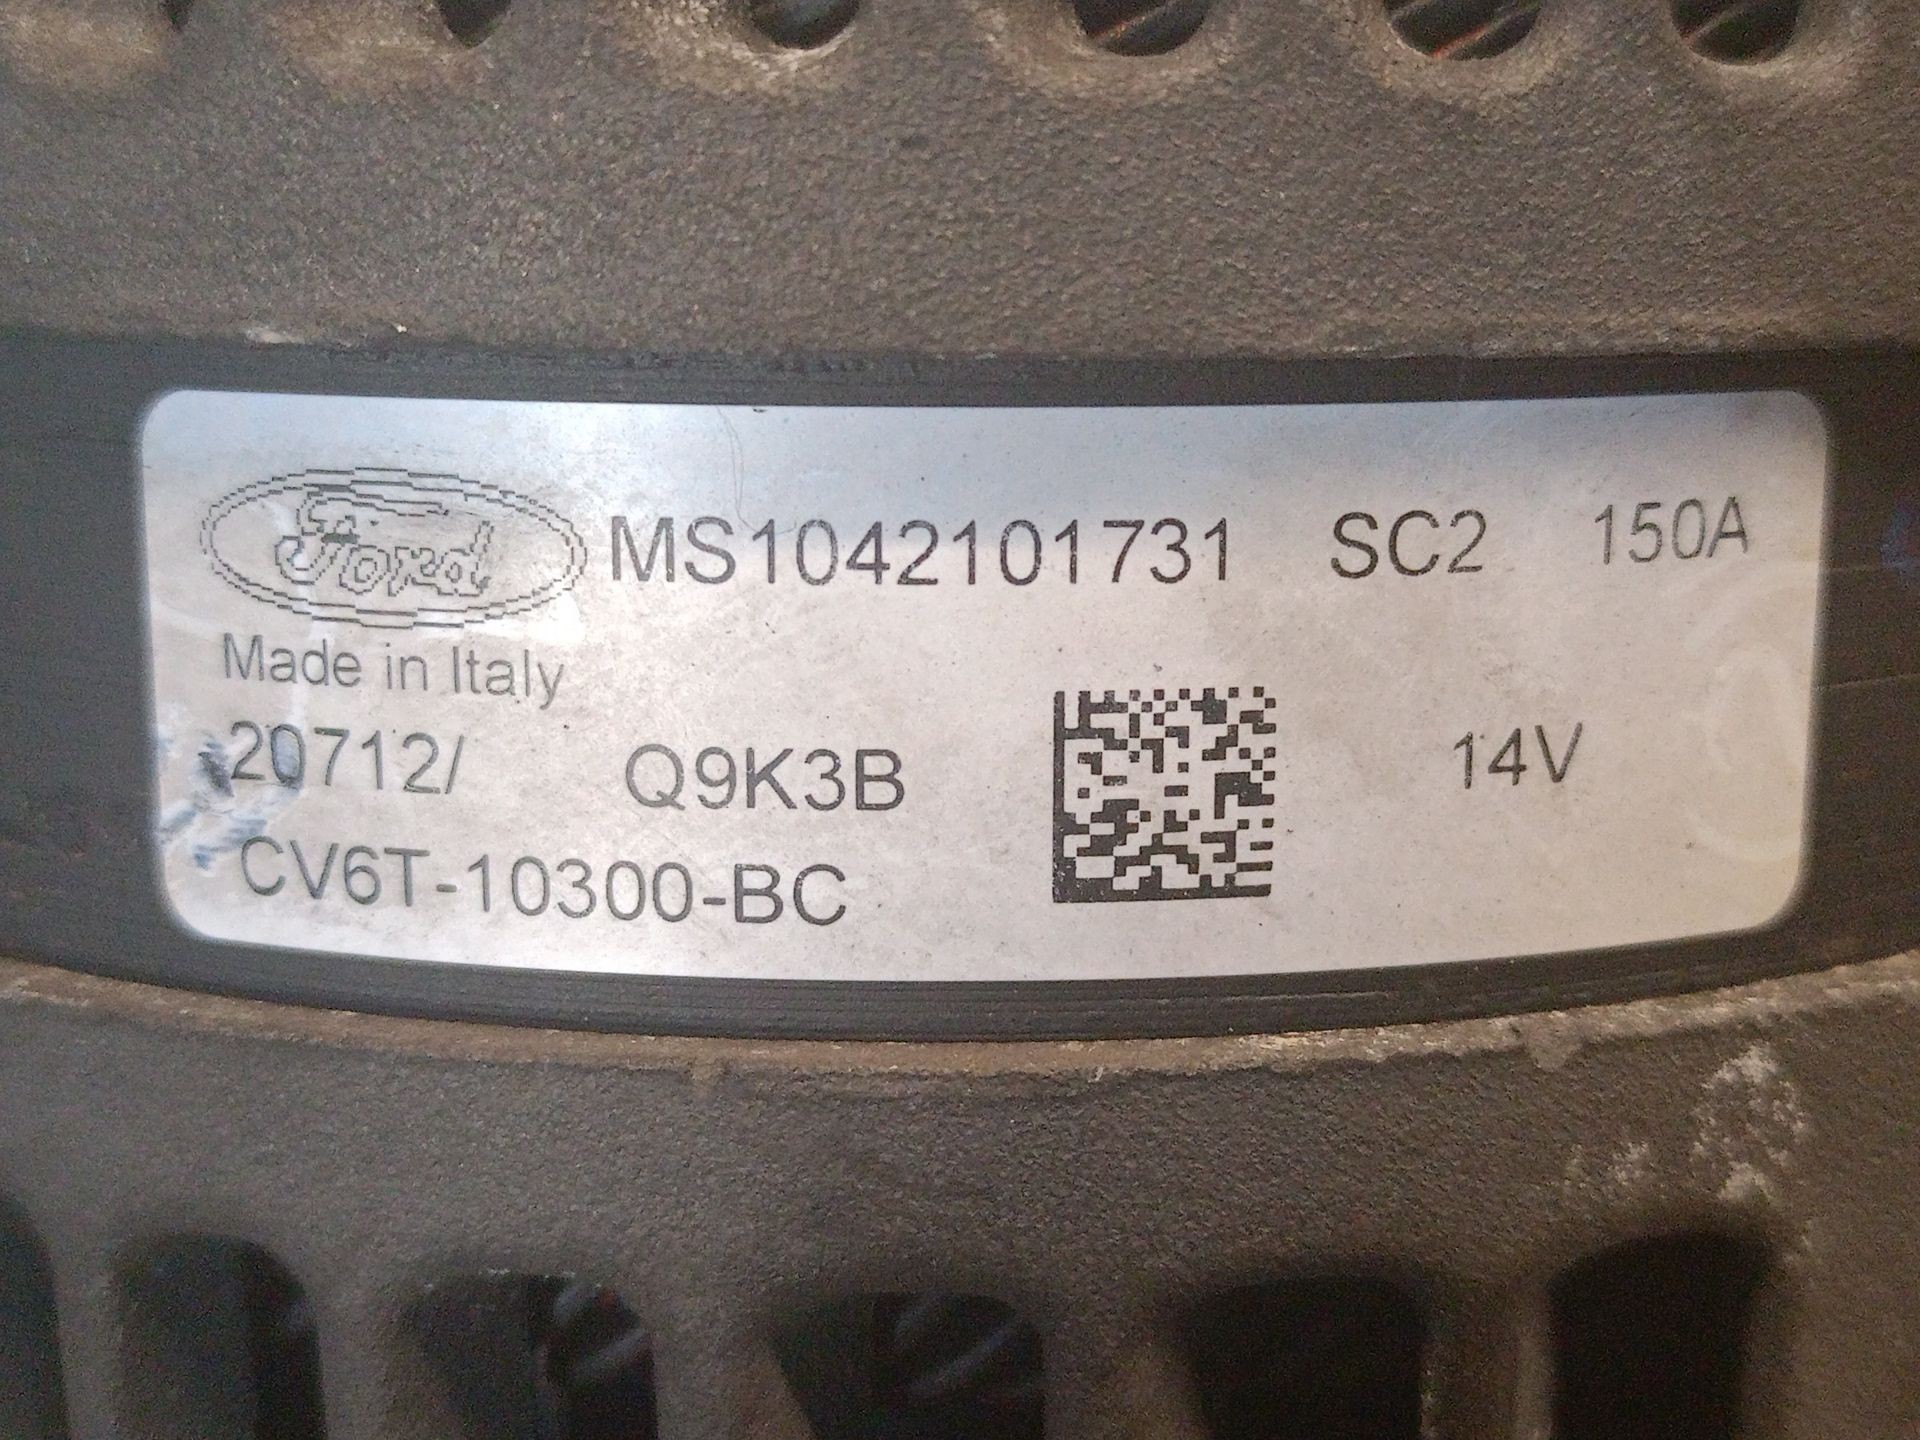 Ford MS1042101731 SC2 150A
Made in Italy
20712/ Q9K3B 14V
CV6T-10300-BC